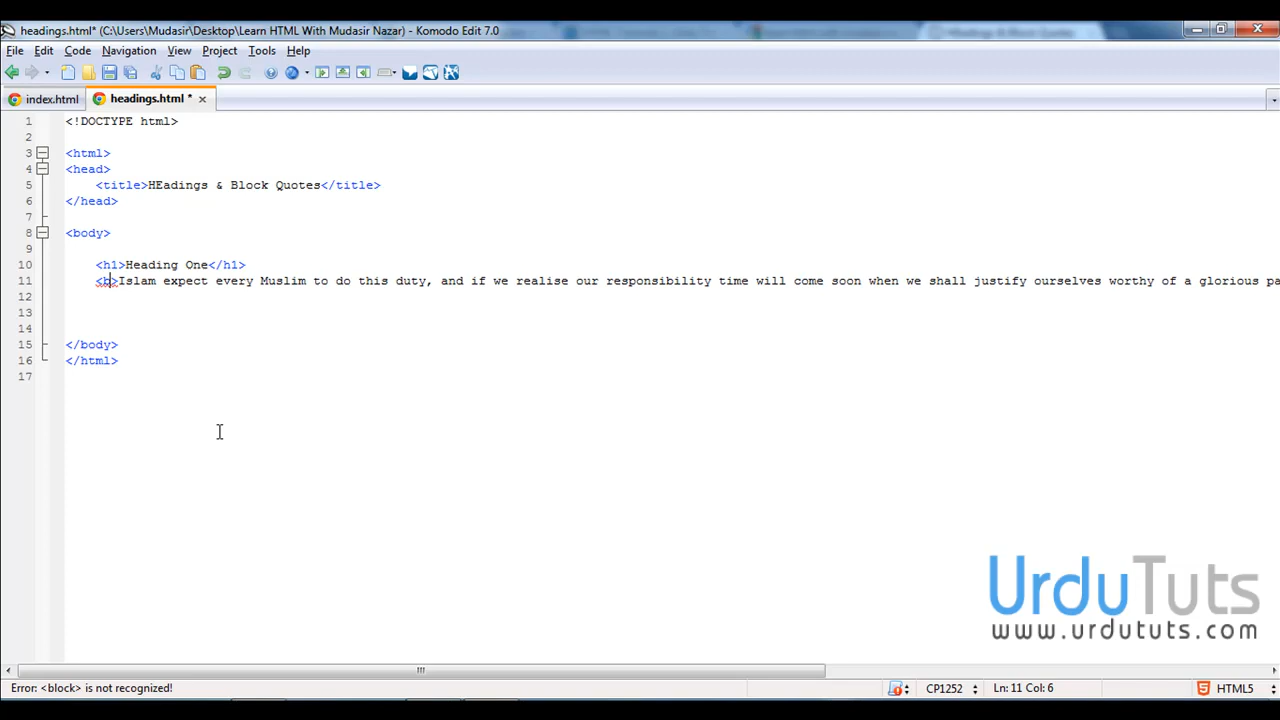 headings.html* (C:\Users\Mudasir\Desktop\Learn HTML With Mudasir Nazar) - Komodo Edit 7.0
File Edit Code Navigation View Project Tools Help
index.html headings.html *
1 <!DOCTYPE html>
2
3 <html>
4 <head>
5 <title>HEadings & Block Quotes</title>
6 </head>
7
8 <body>
9
10 <h1>Heading One</h1>
11 <b>Islam expect every Muslim to do this duty, and if we realise our responsibility time will come soon when we shall justify ourselves worthy of a glorious pa
12
13
14
15 </body>
16 </html>
17
UrduTuts
www.urdututs.com
Error: <block> is not recognized! CP1252 Ln: 11 Col: 6 HTML5